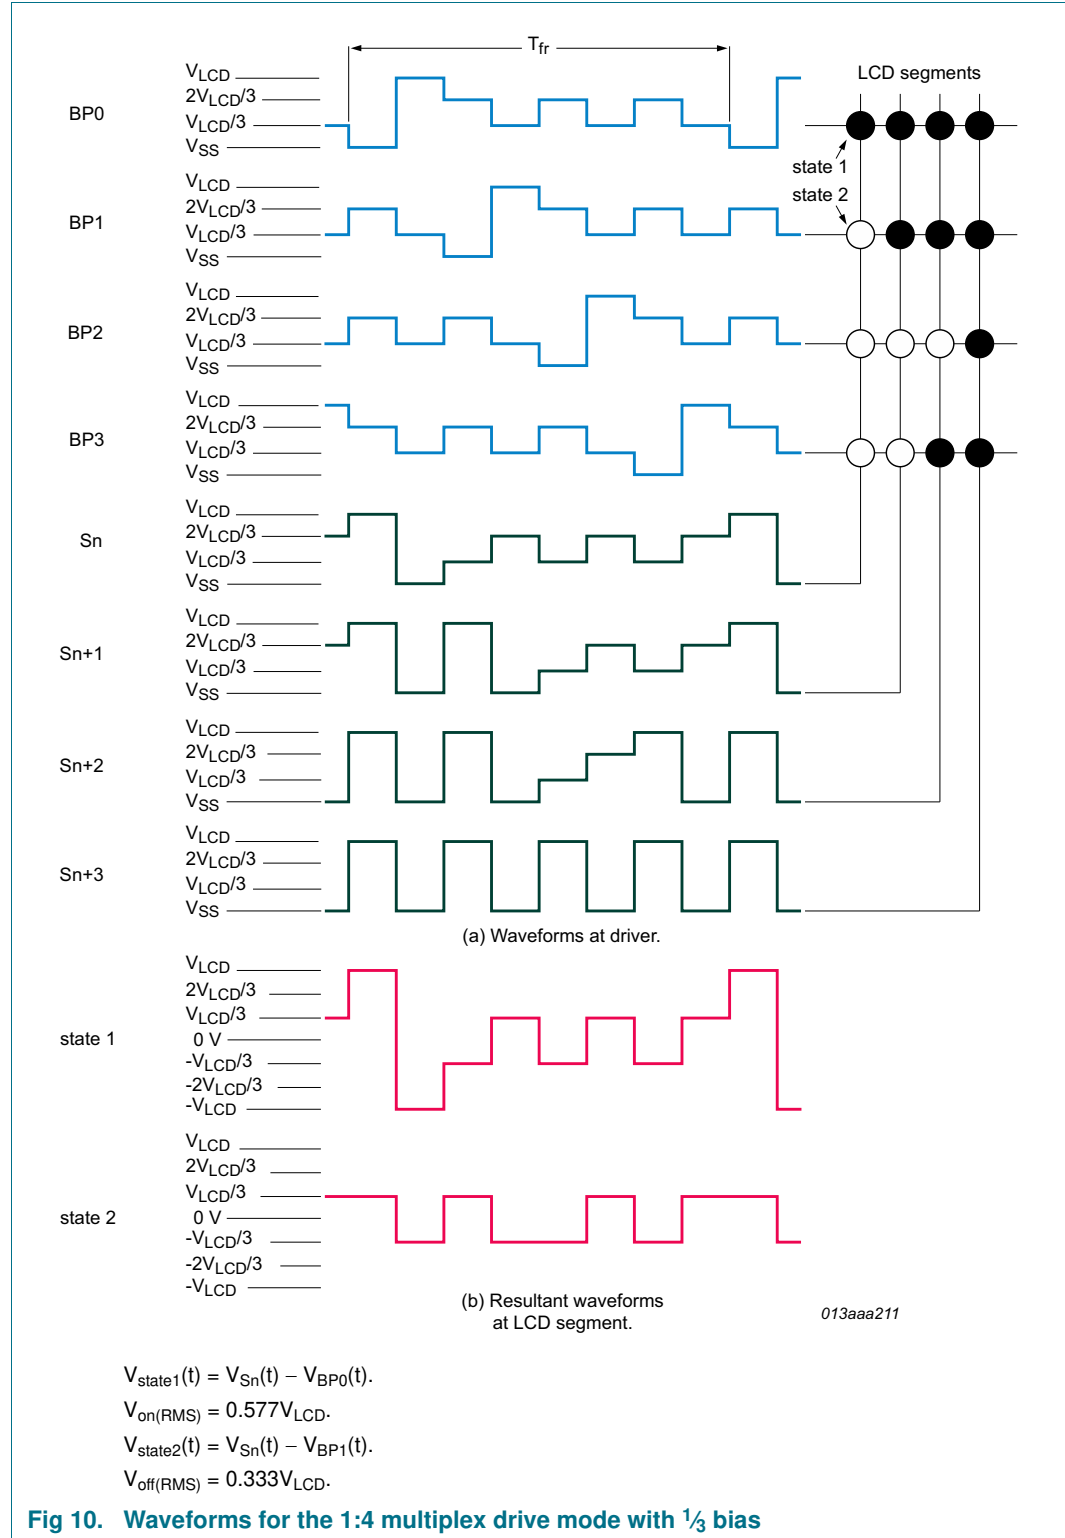 Tfr
BP0
VLCD
2VLCD/3
VLCD/3
VSS
LCD segments
state 1
state 2
BP1
VLCD
2VLCD/3
VLCD/3
VSS
BP2
VLCD
2VLCD/3
VLCD/3
VSS
BP3
VLCD
2VLCD/3
VLCD/3
VSS
Sn
VLCD
2VLCD/3
VLCD/3
VSS
Sn+1
VLCD
2VLCD/3
VLCD/3
VSS
Sn+2
VLCD
2VLCD/3
VLCD/3
VSS
Sn+3
VLCD
2VLCD/3
VLCD/3
VSS
(a) Waveforms at driver.
state 1
VLCD
2VLCD/3
VLCD/3
0 V
-VLCD/3
-2VLCD/3
-VLCD
state 2
VLCD
2VLCD/3
VLCD/3
0 V
-VLCD/3
-2VLCD/3
-VLCD
(b) Resultant waveforms
at LCD segment.
013aaa211
Vstate1(t) = VSn(t) − VBP0(t).
Von(RMS) = 0.577VLCD.
Vstate2(t) = VSn(t) − VBP1(t).
Voff(RMS) = 0.333VLCD.
Fig 10. Waveforms for the 1:4 multiplex drive mode with 1⁄3 bias